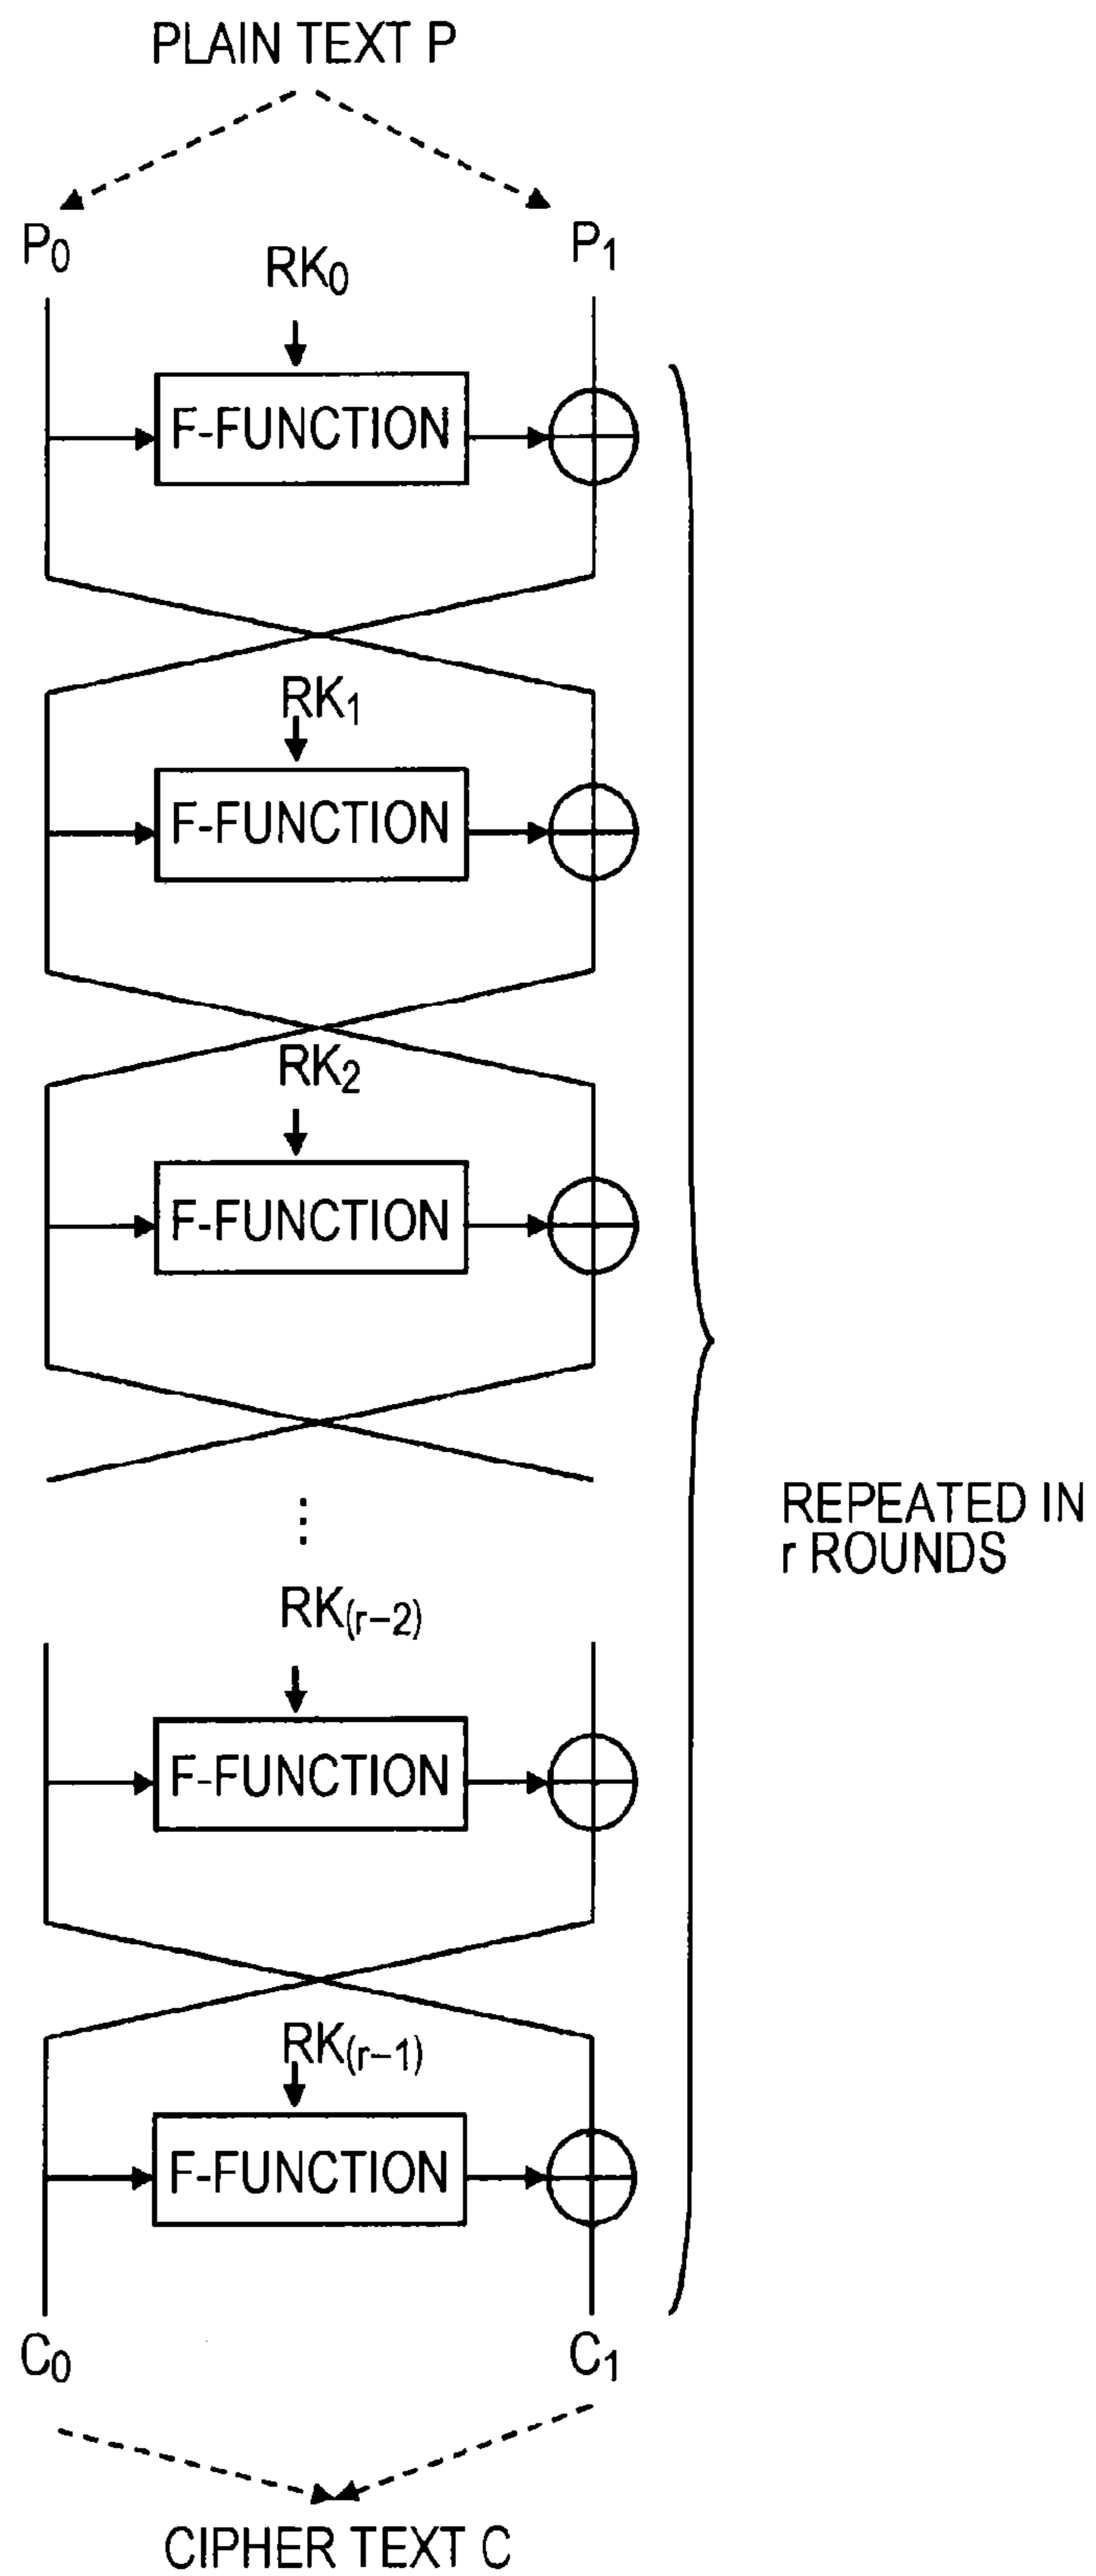 PLAIN TEXT P
P₀ P₁
RK₀
F-FUNCTION
RK₁
F-FUNCTION
RK₂
F-FUNCTION
REPEATED IN
r ROUNDS
⋮
RK₍r₋₂₎
F-FUNCTION
RK₍r₋₁₎
F-FUNCTION
C₀ C₁
CIPHER TEXT C